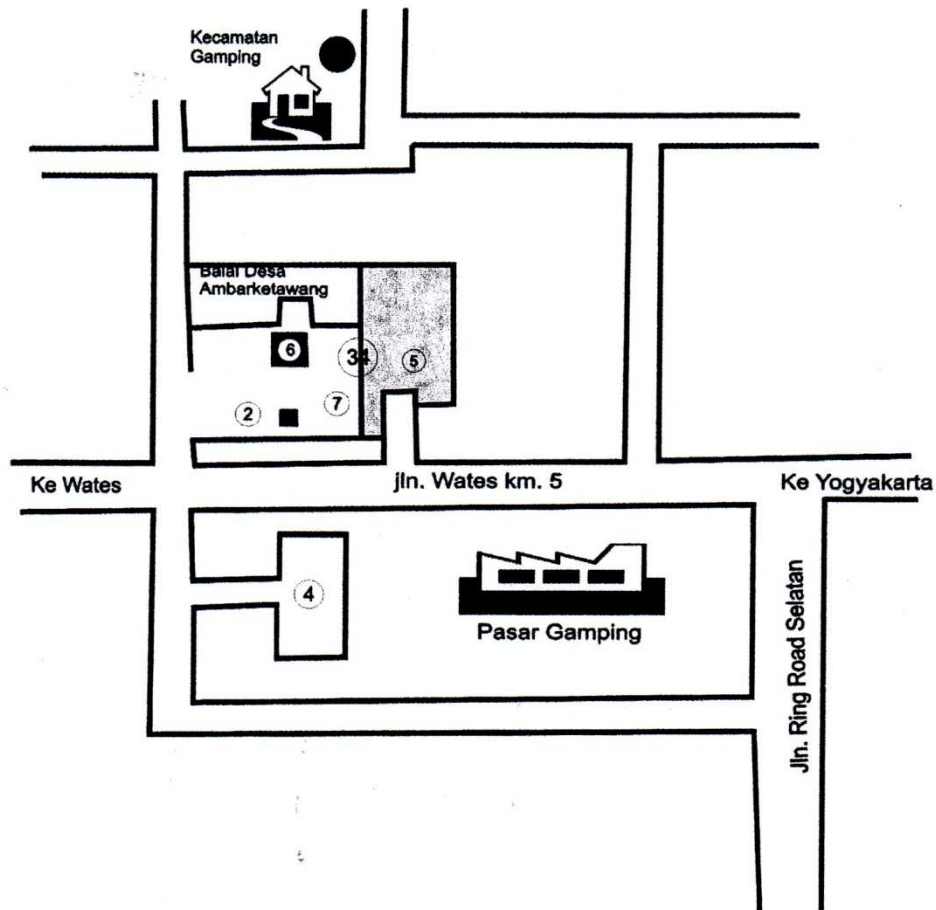 Kecamatan
Gamping
Balai Desa
Ambarketawang
6
34
5
2
7
Ke Wates
jln. Wates km. 5
Ke Yogyakarta
4
Pasar Gamping
Jln. Ring Road Selatan